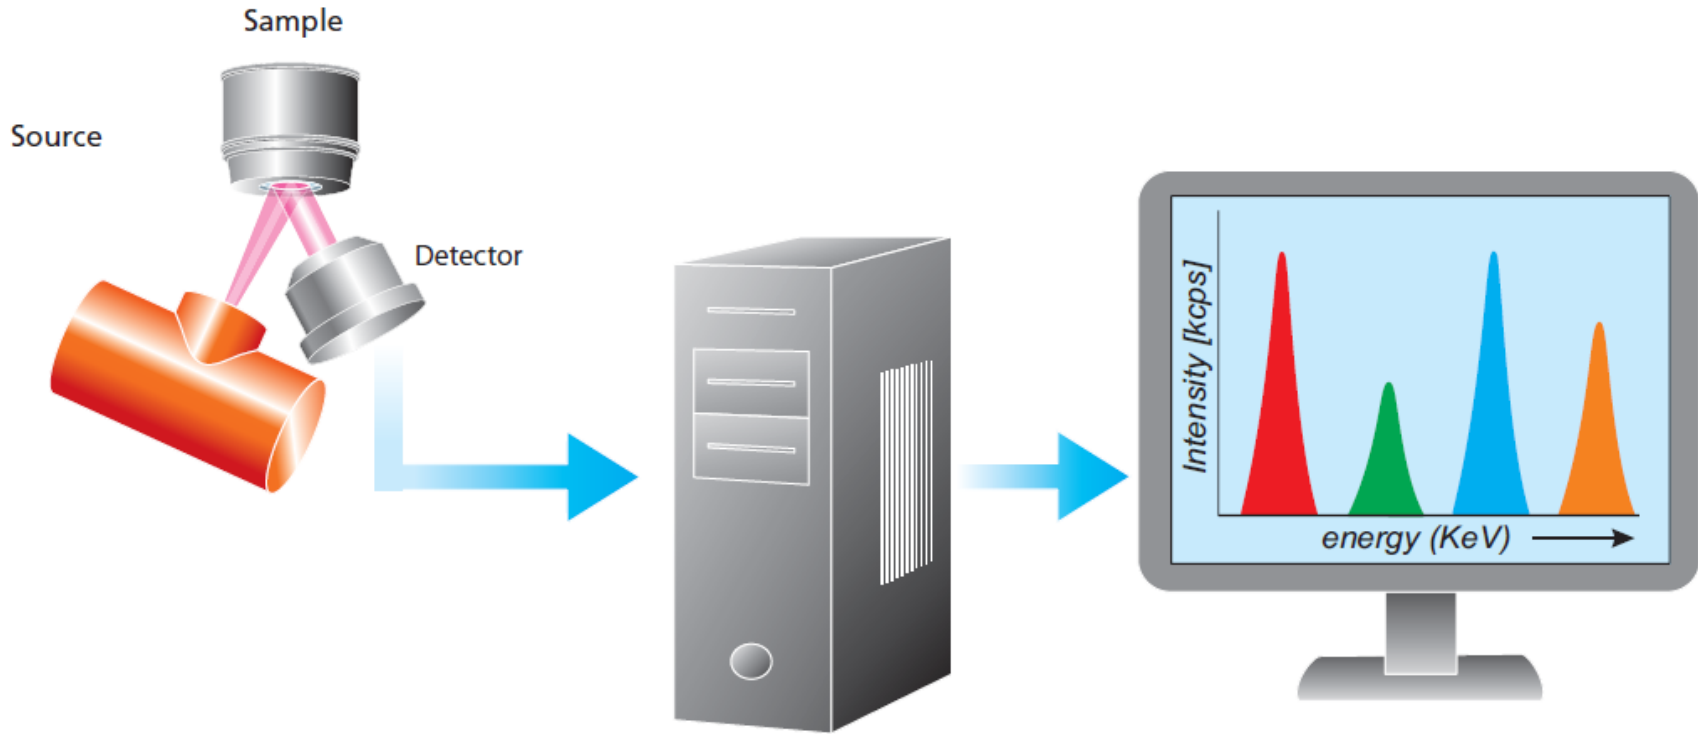 Sample
Source
Detector
Intensity [kcps]
energy (KeV)